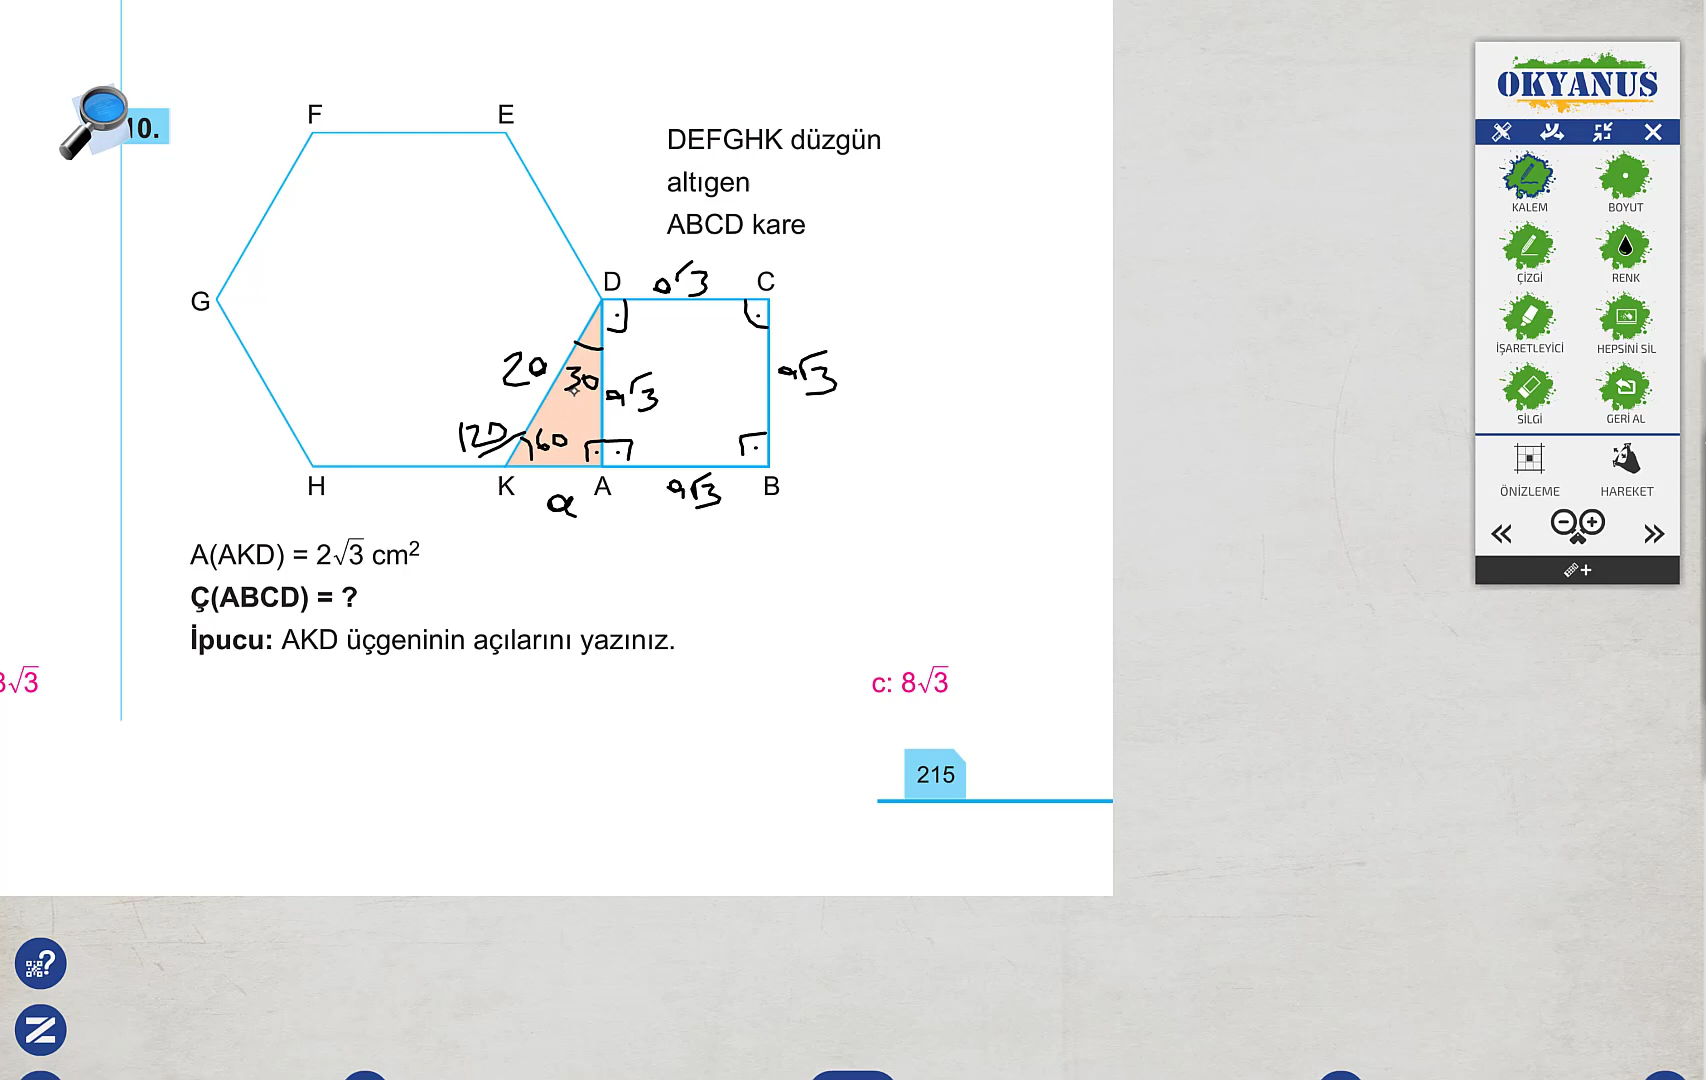 10.
F
E
DEFGHK düzgün
altıgen
ABCD kare
D
a√3
C
G
2a
30
a√3
a√3
120
60
H
K
A
B
a
a√3
A(AKD) = 2√3 cm²
Ç(ABCD) = ?
İpucu: AKD üçgeninin açılarını yazınız.
√3
c: 8√3
215
OKYANUS
KALEM
BOYUT
ÇİZGİ
RENK
İŞARETLEYİCİ
HEPSİNİ SİL
SİLGİ
GERİ AL
ÖNİZLEME
HAREKET